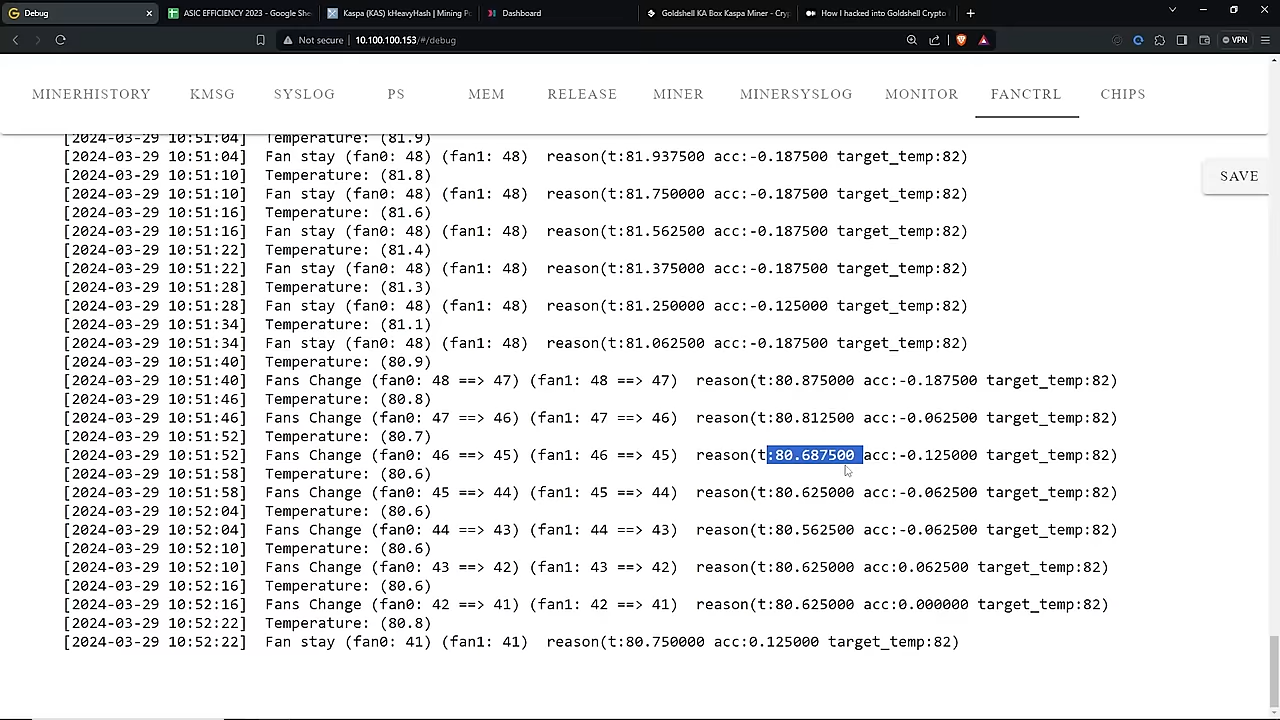 Debug
ASIC EFFICIENCY 2023 - Google She
Kaspa (KAS) kHeavyHash | Mining Po
Dashboard
Goldshell KA Box Kaspa Miner - Cryp
How I hacked into Goldshell Crypto
Not secure 10.100.100.153/#/debug
VPN
MINERHISTORY KMSG SYSLOG PS MEM RELEASE MINER MINERSYSLOG MONITOR FANCTRL CHIPS
SAVE
[2024-03-29 10:51:04] Temperature: (81.9)
[2024-03-29 10:51:04] Fan stay (fan0: 48) (fan1: 48) reason(t:81.937500 acc:-0.187500 target_temp:82)
[2024-03-29 10:51:10] Temperature: (81.8)
[2024-03-29 10:51:10] Fan stay (fan0: 48) (fan1: 48) reason(t:81.750000 acc:-0.187500 target_temp:82)
[2024-03-29 10:51:16] Temperature: (81.6)
[2024-03-29 10:51:16] Fan stay (fan0: 48) (fan1: 48) reason(t:81.562500 acc:-0.187500 target_temp:82)
[2024-03-29 10:51:22] Temperature: (81.4)
[2024-03-29 10:51:22] Fan stay (fan0: 48) (fan1: 48) reason(t:81.375000 acc:-0.187500 target_temp:82)
[2024-03-29 10:51:28] Temperature: (81.3)
[2024-03-29 10:51:28] Fan stay (fan0: 48) (fan1: 48) reason(t:81.250000 acc:-0.125000 target_temp:82)
[2024-03-29 10:51:34] Temperature: (81.1)
[2024-03-29 10:51:34] Fan stay (fan0: 48) (fan1: 48) reason(t:81.062500 acc:-0.187500 target_temp:82)
[2024-03-29 10:51:40] Temperature: (80.9)
[2024-03-29 10:51:40] Fans Change (fan0: 48 ==> 47) (fan1: 48 ==> 47) reason(t:80.875000 acc:-0.187500 target_temp:82)
[2024-03-29 10:51:46] Temperature: (80.8)
[2024-03-29 10:51:46] Fans Change (fan0: 47 ==> 46) (fan1: 47 ==> 46) reason(t:80.812500 acc:-0.062500 target_temp:82)
[2024-03-29 10:51:52] Temperature: (80.7)
[2024-03-29 10:51:52] Fans Change (fan0: 46 ==> 45) (fan1: 46 ==> 45) reason(t:80.687500 acc:-0.125000 target_temp:82)
[2024-03-29 10:51:58] Temperature: (80.6)
[2024-03-29 10:51:58] Fans Change (fan0: 45 ==> 44) (fan1: 45 ==> 44) reason(t:80.625000 acc:-0.062500 target_temp:82)
[2024-03-29 10:52:04] Temperature: (80.6)
[2024-03-29 10:52:04] Fans Change (fan0: 44 ==> 43) (fan1: 44 ==> 43) reason(t:80.562500 acc:-0.062500 target_temp:82)
[2024-03-29 10:52:10] Temperature: (80.6)
[2024-03-29 10:52:10] Fans Change (fan0: 43 ==> 42) (fan1: 43 ==> 42) reason(t:80.625000 acc:0.062500 target_temp:82)
[2024-03-29 10:52:16] Temperature: (80.6)
[2024-03-29 10:52:16] Fans Change (fan0: 42 ==> 41) (fan1: 42 ==> 41) reason(t:80.625000 acc:0.000000 target_temp:82)
[2024-03-29 10:52:22] Temperature: (80.8)
[2024-03-29 10:52:22] Fan stay (fan0: 41) (fan1: 41) reason(t:80.750000 acc:0.125000 target_temp:82)